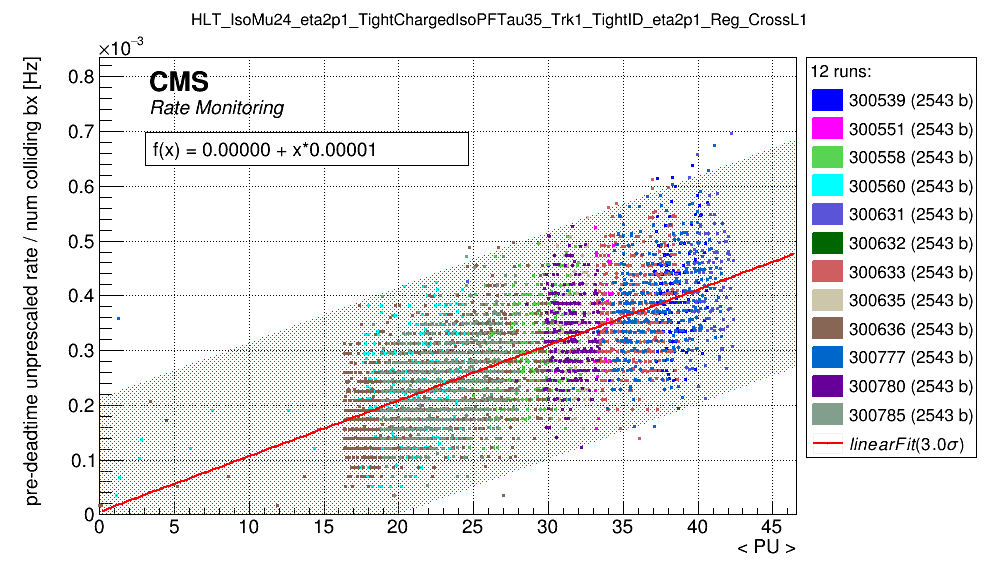 HLT_IsoMu24_eta2p1_TightChargedIsoPFTau35_Trk1_TightID_eta2p1_Reg_CrossL1
×10⁻³
pre-deadtime unprescaled rate / num colliding bx [Hz]
0.8
0.7
0.6
0.5
0.4
0.3
0.2
0.1
0
CMS
Rate Monitoring
f(x) = 0.00000 + x*0.00001
0 5 10 15 20 25 30 35 40 45
< PU >
12 runs:
300539 (2543 b)
300551 (2543 b)
300558 (2543 b)
300560 (2543 b)
300631 (2543 b)
300632 (2543 b)
300633 (2543 b)
300635 (2543 b)
300636 (2543 b)
300777 (2543 b)
300780 (2543 b)
300785 (2543 b)
linearFit(3.0σ)